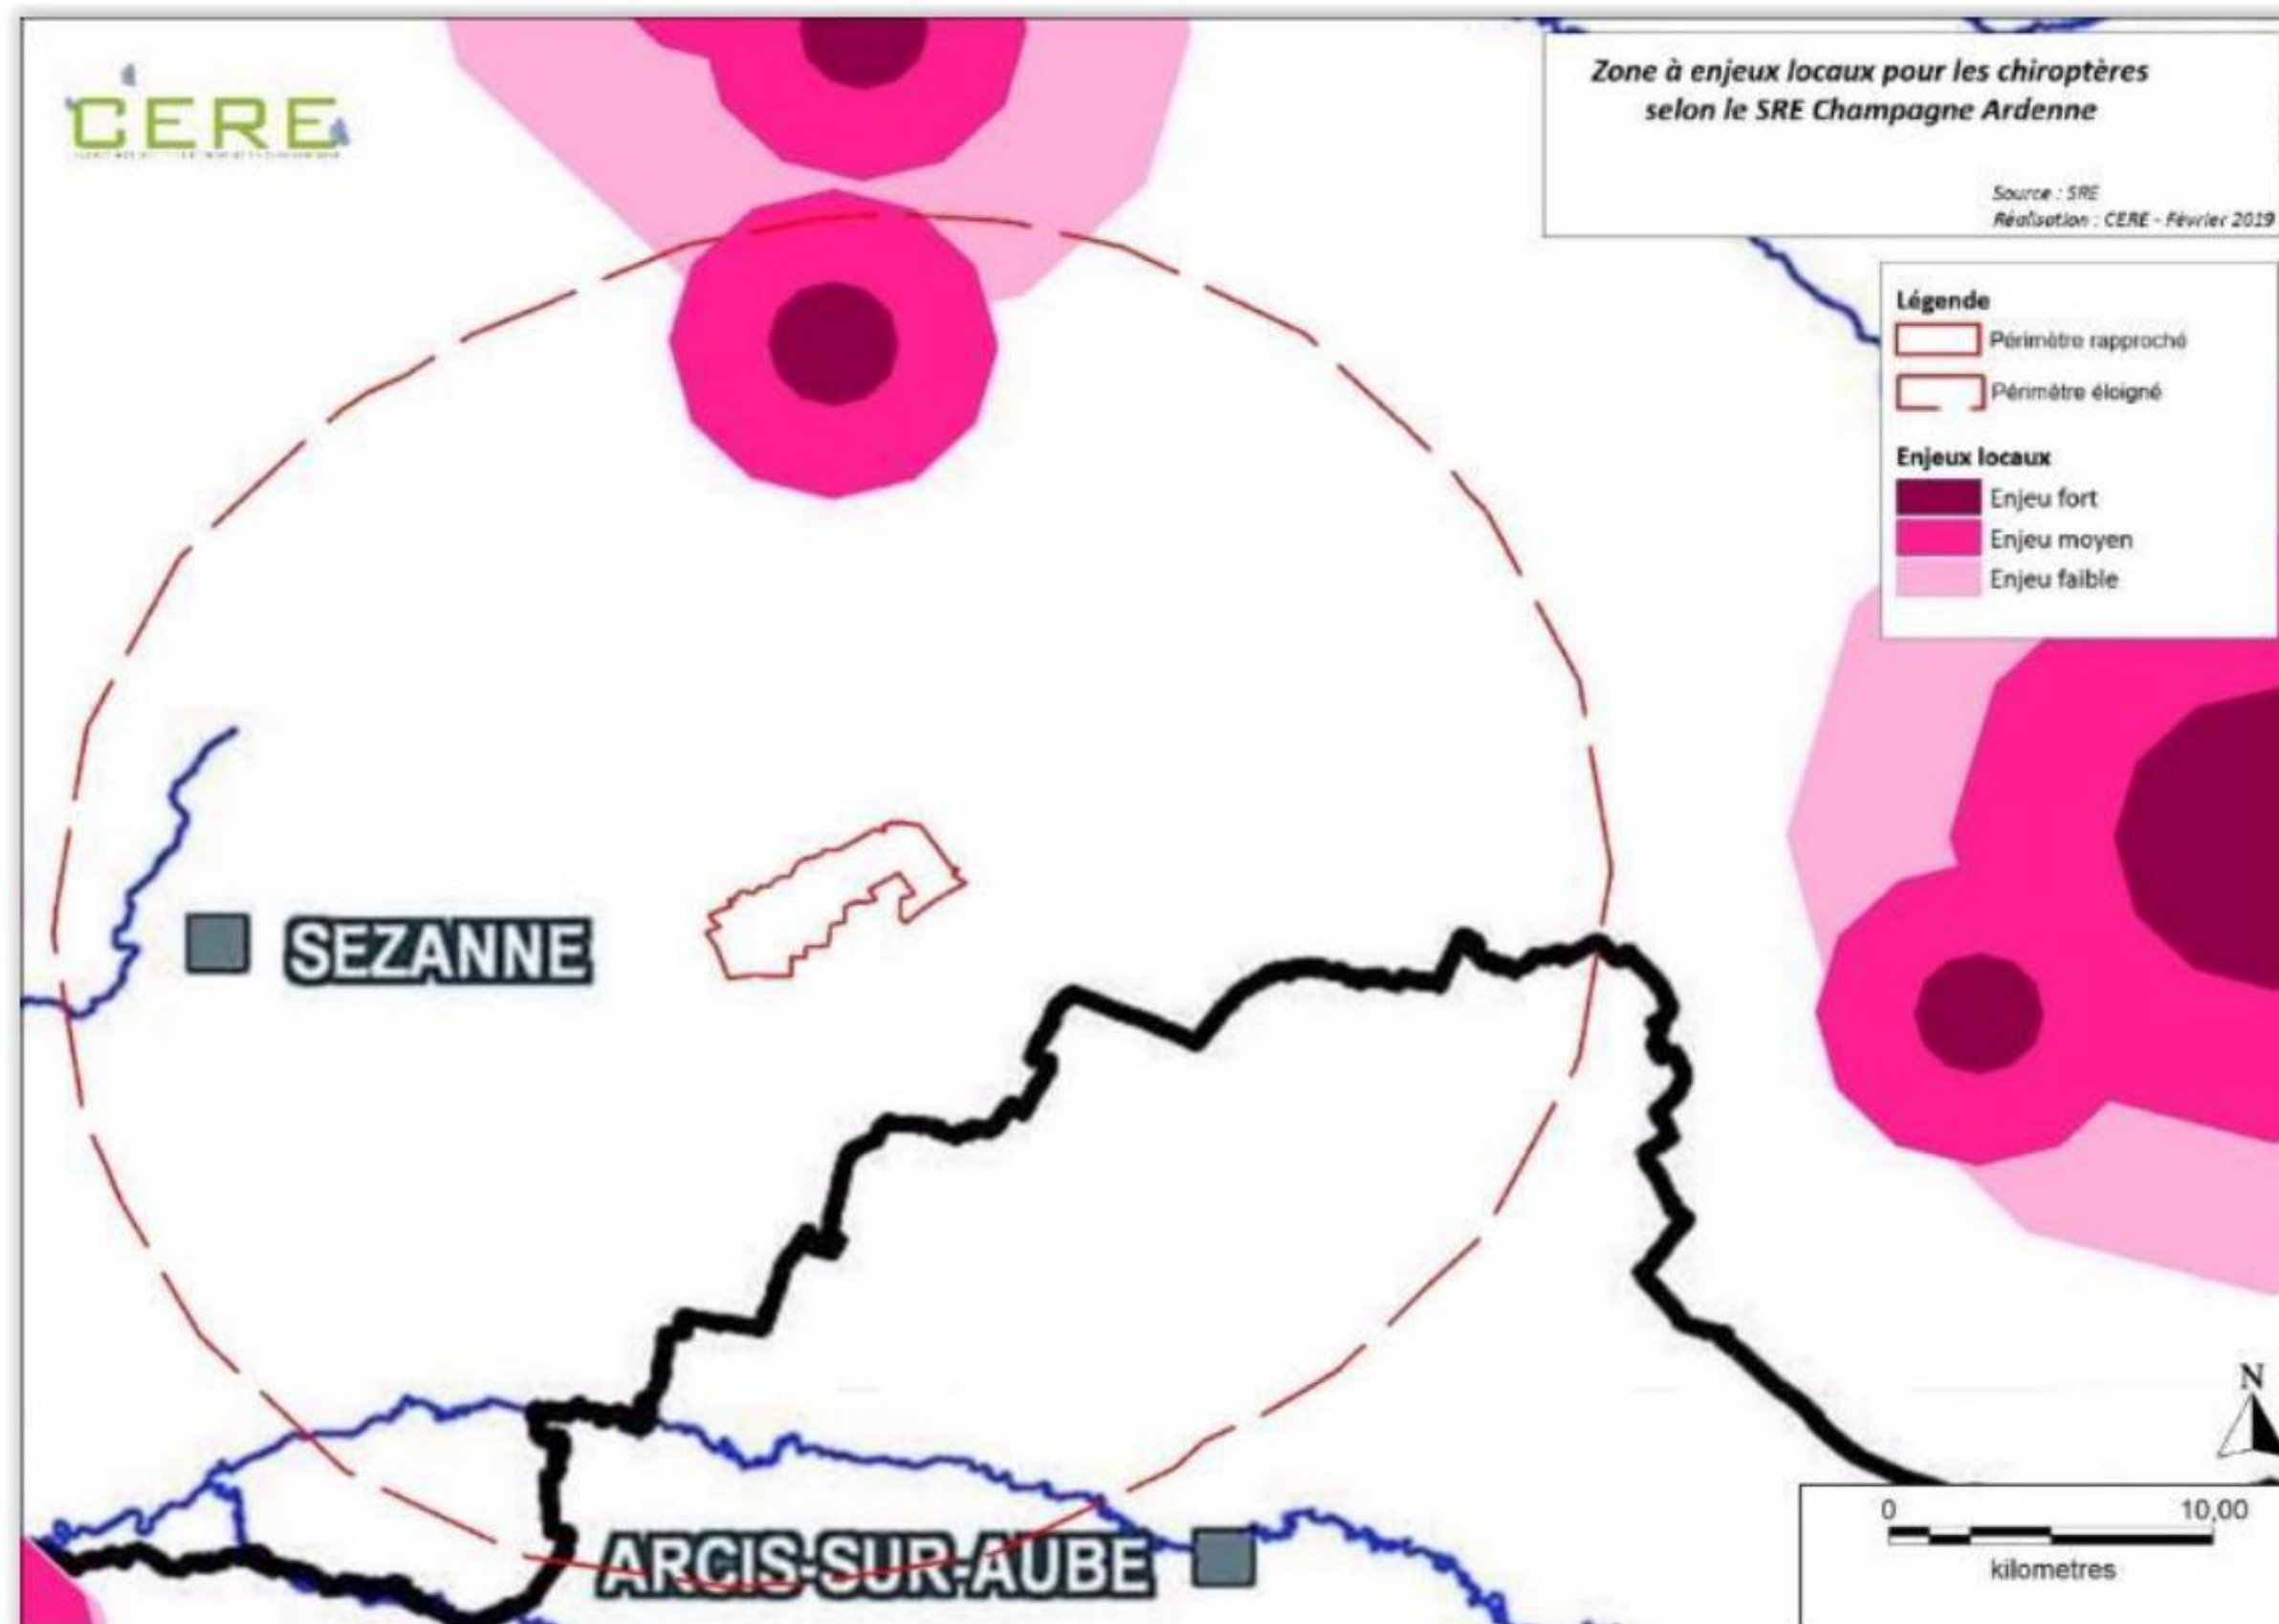 CERE
Zone à enjeux locaux pour les chiroptères
selon le SRE Champagne Ardenne
Source : SRE
Réalisation : CERE - Février 2019
Légende
Périmètre rapproché
Périmètre éloigné
Enjeux locaux
Enjeu fort
Enjeu moyen
Enjeu faible
SEZANNE
ARCIS-SUR-AUBE
N
0 10,00
kilometres